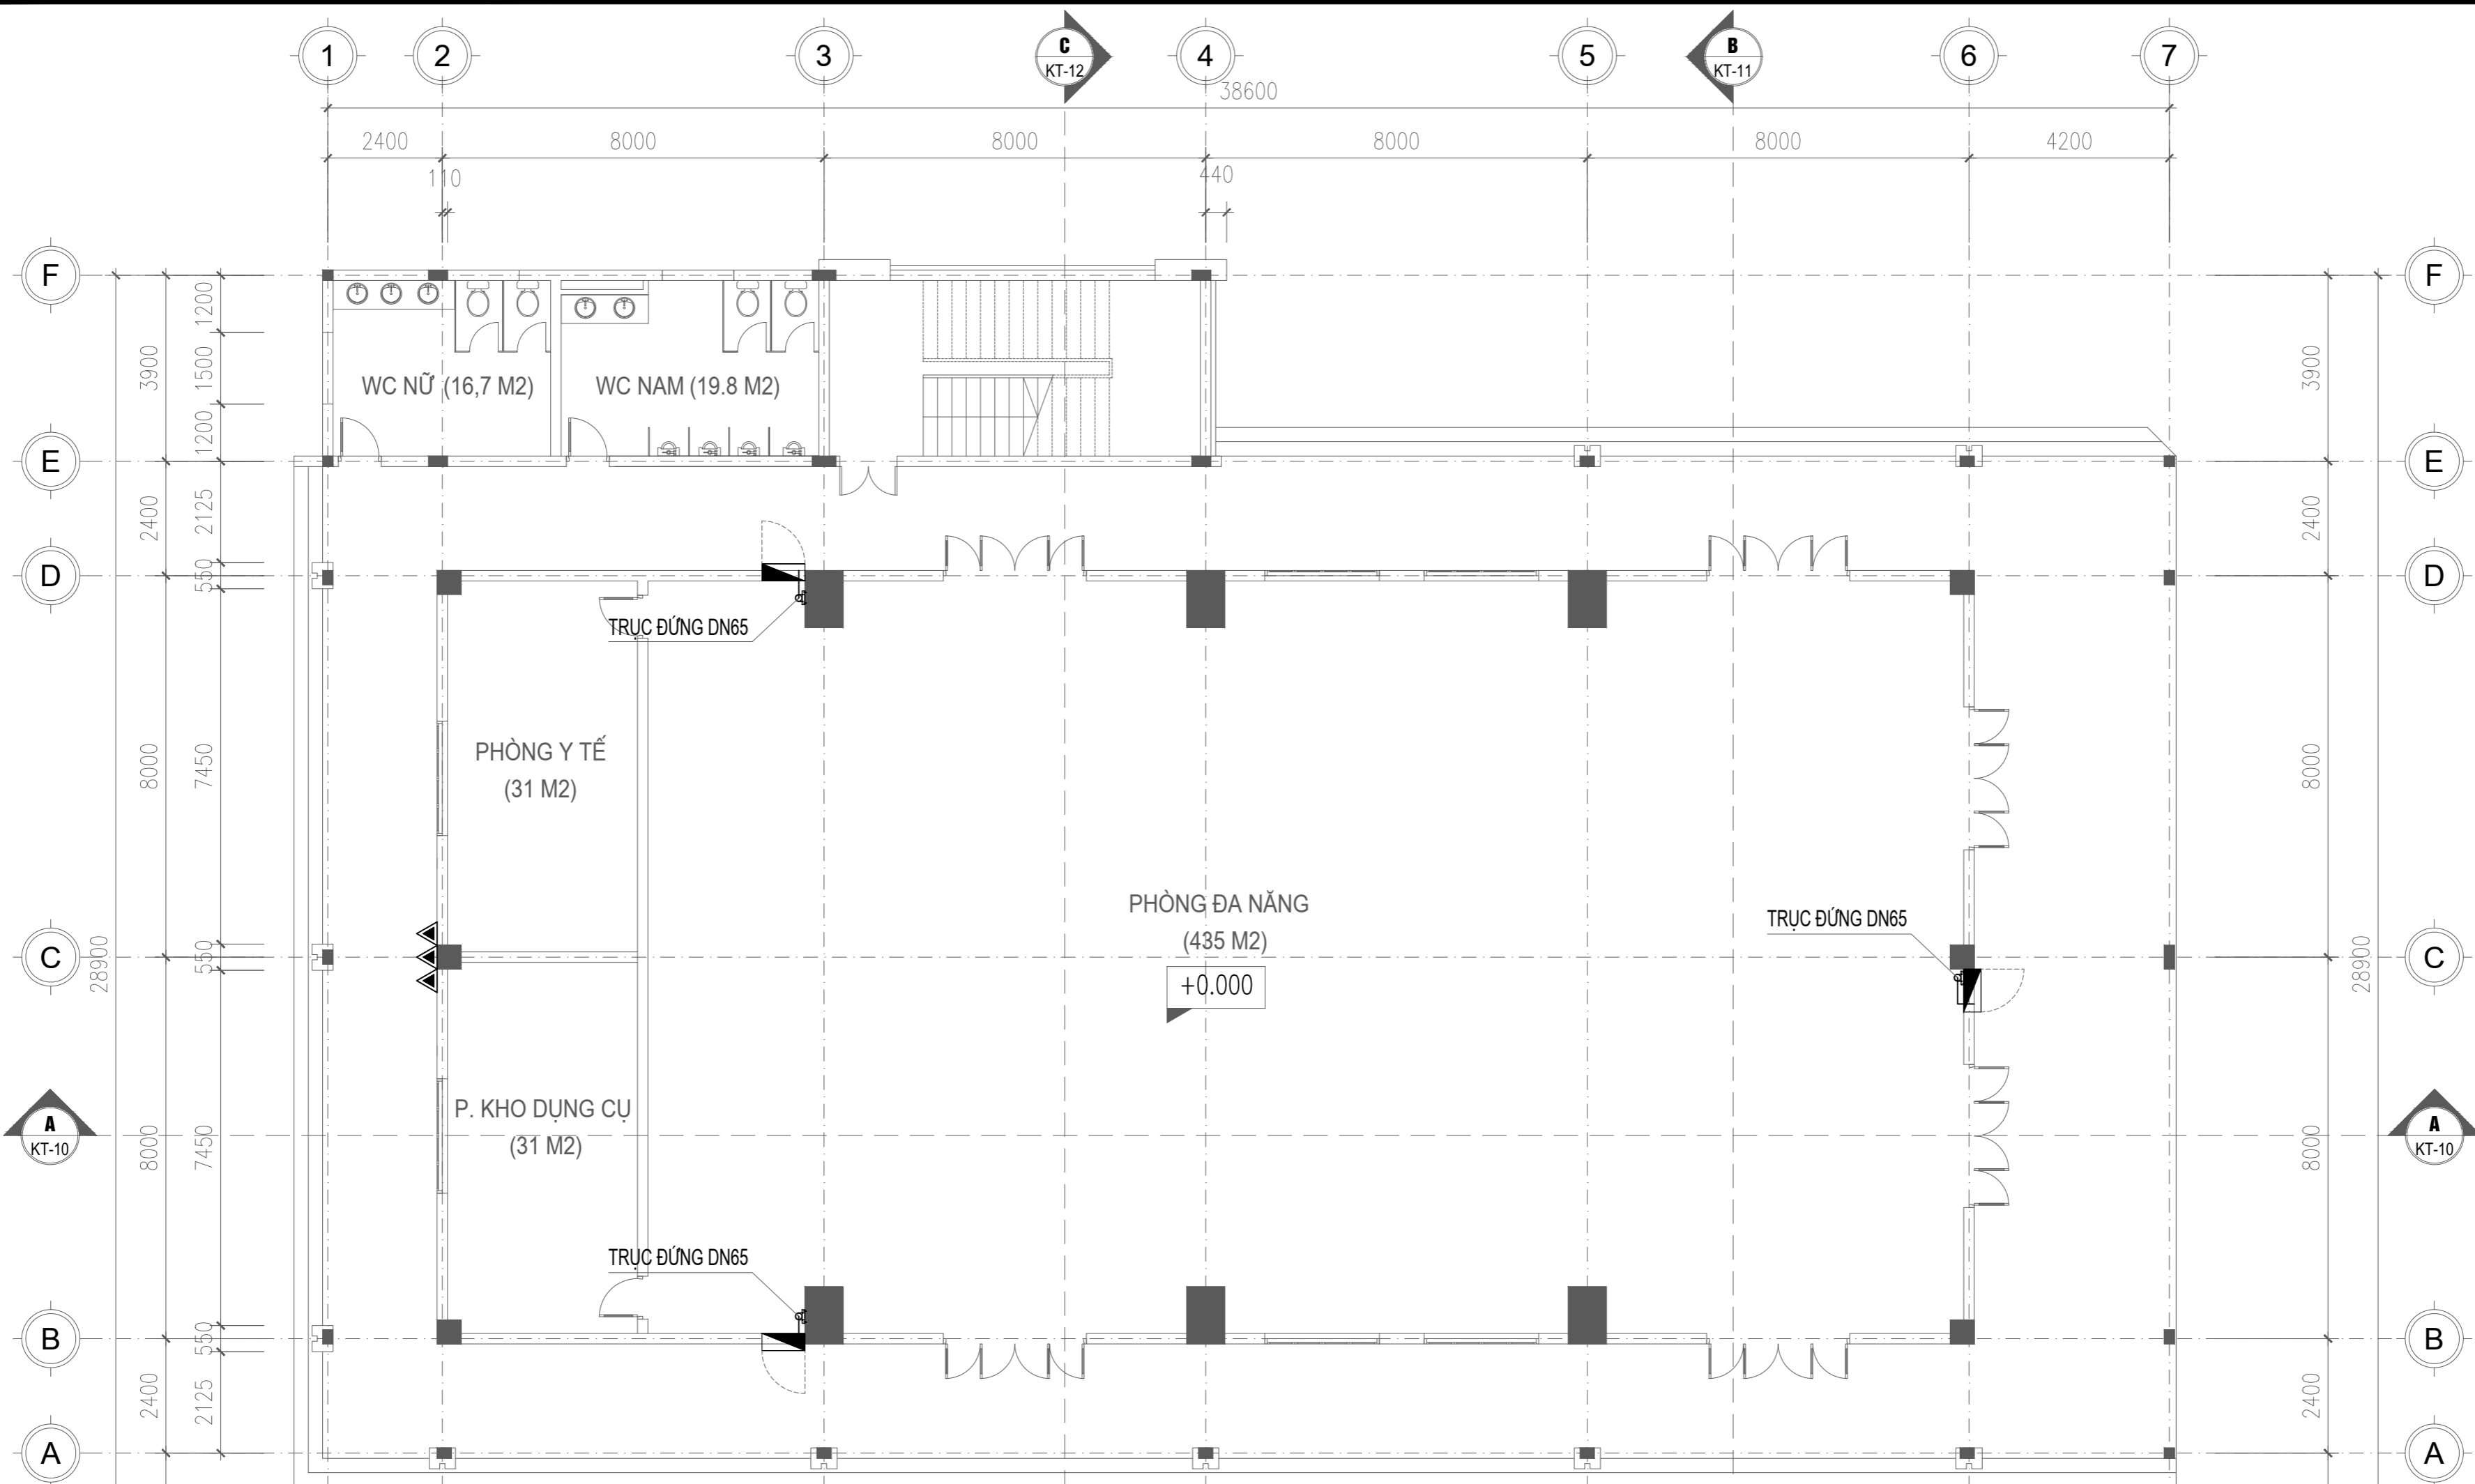 1 2 3 C 4 5 B 6 7
KT-12 KT-11
38600
2400 8000 8000 8000 8000 4200
110 440
F F
1200
3900 1500 3900
WC NỮ (16,7 M2) WC NAM (19.8 M2)
1200
E E
2400 2125 2400
D 550 D
TRỤC ĐỨNG DN65
8000 7450 8000
PHÒNG Y TẾ
(31 M2)
PHÒNG ĐA NĂNG
(435 M2)
TRỤC ĐỨNG DN65
C 28900 550 28900 C
+0.000
P. KHO DỤNG CỤ
(31 M2)
A A
KT-10 8000 7450 8000 KT-10
TRỤC ĐỨNG DN65
B 550 B
2400 2125 2400
A A